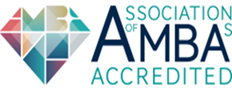 ASSOCIATION
OF AMBAs
ACCREDITED